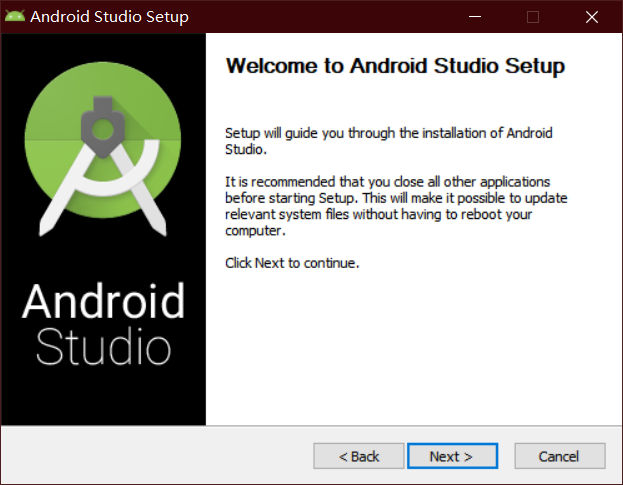 Android Studio Setup
Android
Studio
Welcome to Android Studio Setup
Setup will guide you through the installation of Android
Studio.
It is recommended that you close all other applications
before starting Setup. This will make it possible to update
relevant system files without having to reboot your
computer.
Click Next to continue.
< Back
Next >
Cancel